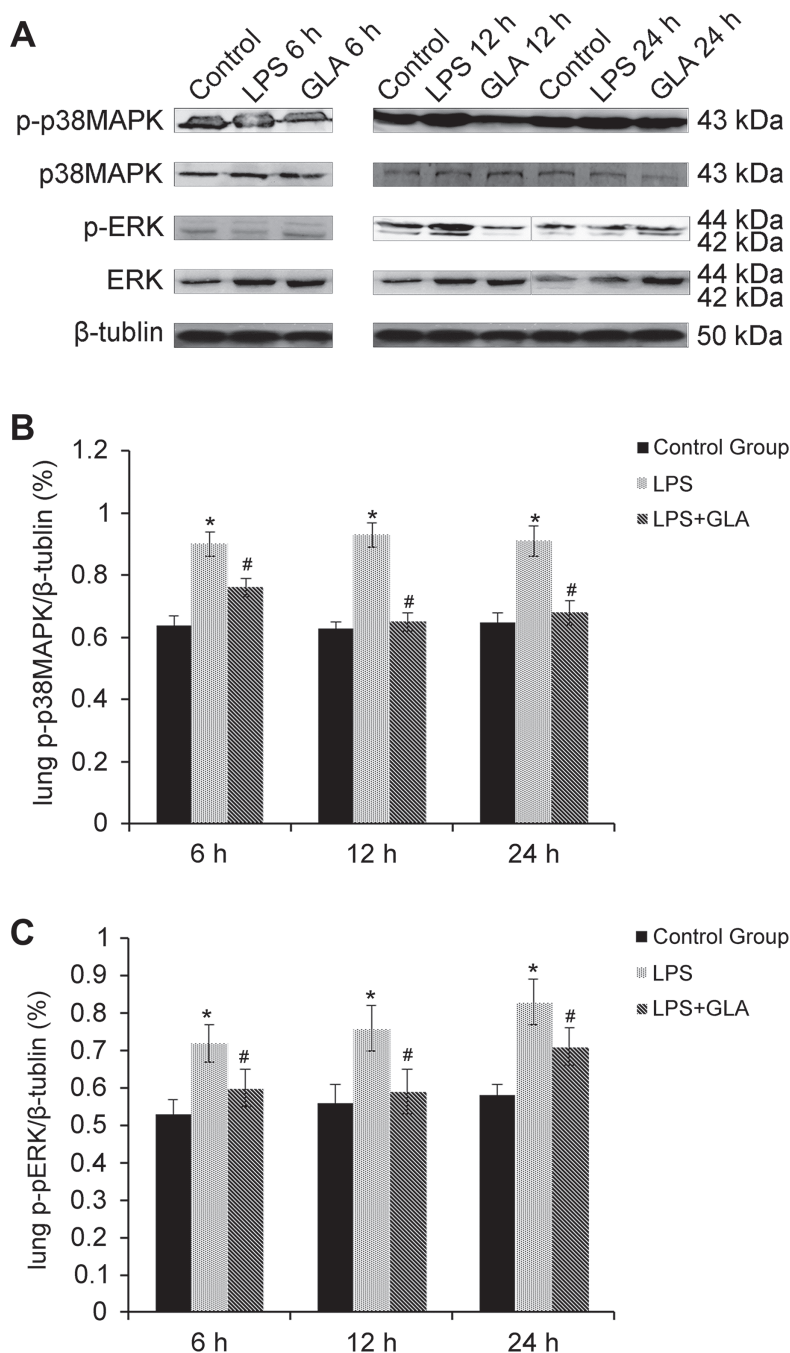 A
Control
LPS 6 h
GLA 6 h
Control
LPS 12 h
GLA 12 h
Control
LPS 24 h
GLA 24 h
p-p38MAPK
43 kDa
p38MAPK
43 kDa
p-ERK
44 kDa
42 kDa
ERK
44 kDa
42 kDa
β-tublin
50 kDa
B
lung p-p38MAPK/β-tublin (%)
1.2
1
0.8
0.6
0.4
0.2
0
*
#
*
#
*
#
6 h
12 h
24 h
Control Group
LPS
LPS+GLA
C
lung p-pERK/β-tublin (%)
1
0.9
0.8
0.7
0.6
0.5
0.4
0.3
0.2
0.1
0
*
#
*
#
*
#
6 h
12 h
24 h
Control Group
LPS
LPS+GLA